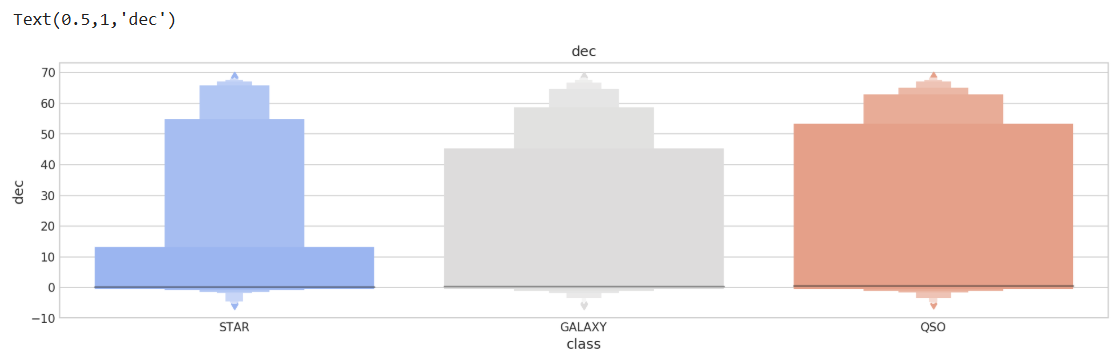 Text(0.5,1,'dec')
dec
70
60
50
40
30
20
10
0
−10
dec
STAR GALAXY QSO
class